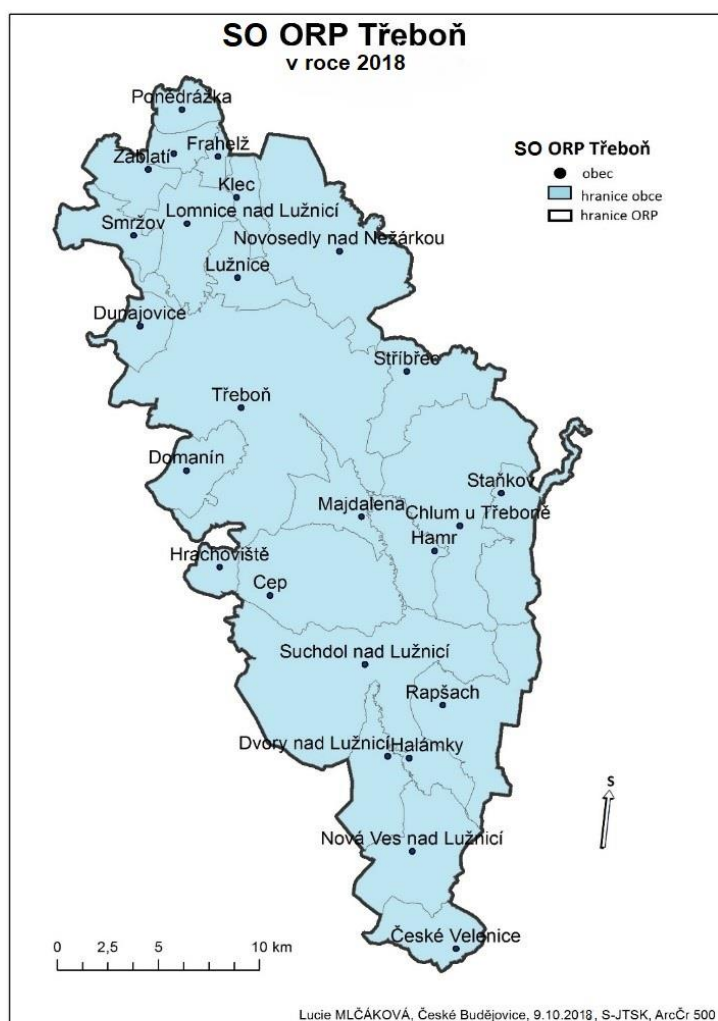 SO ORP Třeboň
v roce 2018
SO ORP Třeboň
obec
hranice obce
hranice ORP
Ponědrážka
Frahelž
Záblatí
Klec
Lomnice nad Lužnicí
Smržov
Novosedly nad Nežárkou
Lužnice
Dunajovice
Stříbřec
Třeboň
Domanín
Staňkov
Majdalena
Chlum u Třeboně
Hamr
Hrachoviště
Cep
Suchdol nad Lužnicí
Rapšach
Dvory nad Lužnicí
Halámky
S
Nová Ves nad Lužnicí
České Velenice
0 2,5 5 10 km
Lucie MLČÁKOVÁ, České Budějovice, 9.10.2018, S-JTSK, ArcČr 500